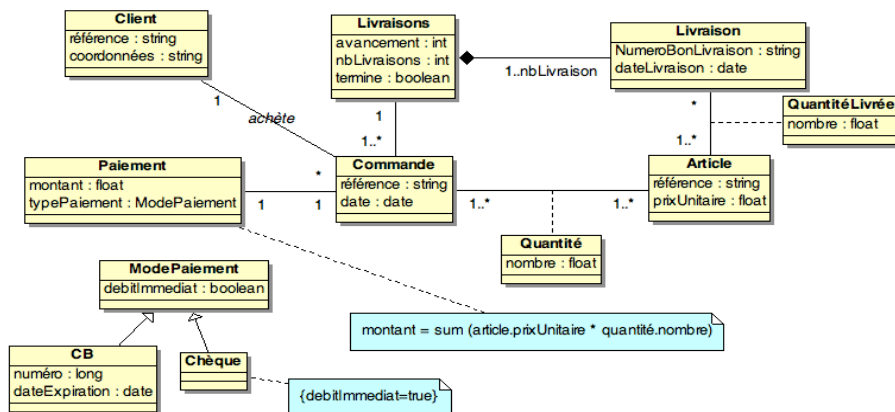 Client
référence : string
coordonnées : string
Livraisons
avancement : int
nbLivraisons : int
termine : boolean
Livraison
NumeroBonLivraison : string
dateLivraison : date
1..nbLivraison
1
achète
*
1
1..*
*
1..*
QuantitéLivrée
nombre : float
Paiement
montant : float
typePaiement : ModePaiement
1
1
Commande
référence : string
date : date
1..*
1..*
Article
référence : string
prixUnitaire : float
Quantité
nombre : float
ModePaiement
debitImmediat : boolean
montant = sum (article.prixUnitaire * quantité.nombre)
CB
numéro : long
dateExpiration : date
Chèque
{debitImmediat=true}